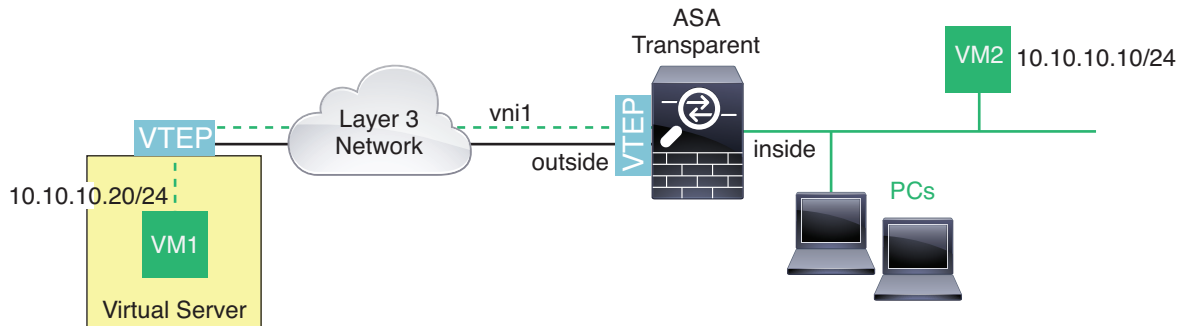 ASA
Transparent
VM2
10.10.10.10/24
vni1
VTEP
Layer 3
Network
VTEP
outside
inside
10.10.10.20/24
PCs
VM1
Virtual Server